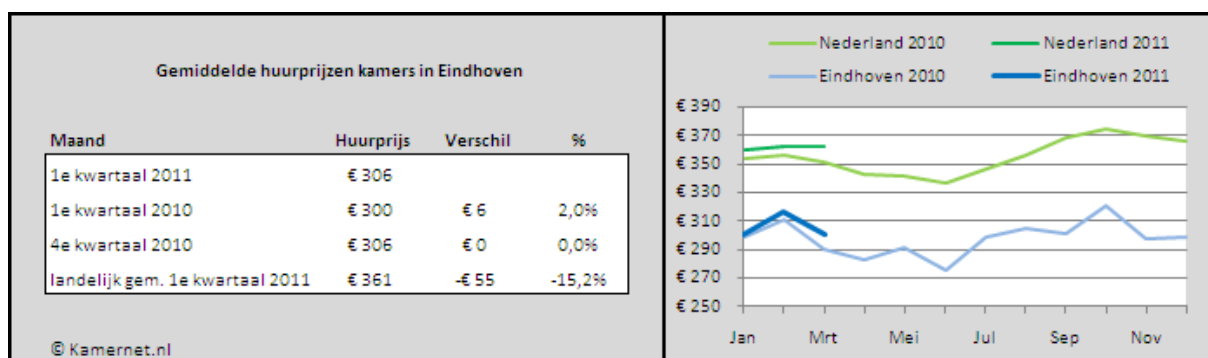 Gemiddelde huurprijzen kamers in Eindhoven
Maand Huurprijs Verschil %
1e kwartaal 2011 € 306
1e kwartaal 2010 € 300 € 6 2,0%
4e kwartaal 2010 € 306 € 0 0,0%
landelijk gem. 1e kwartaal 2011 € 361 -€ 55 -15,2%
© Kamernet.nl
Nederland 2010 Nederland 2011
Eindhoven 2010 Eindhoven 2011
€ 390
€ 370
€ 350
€ 330
€ 310
€ 290
€ 270
€ 250
Jan Mrt Mei Jul Sep Nov